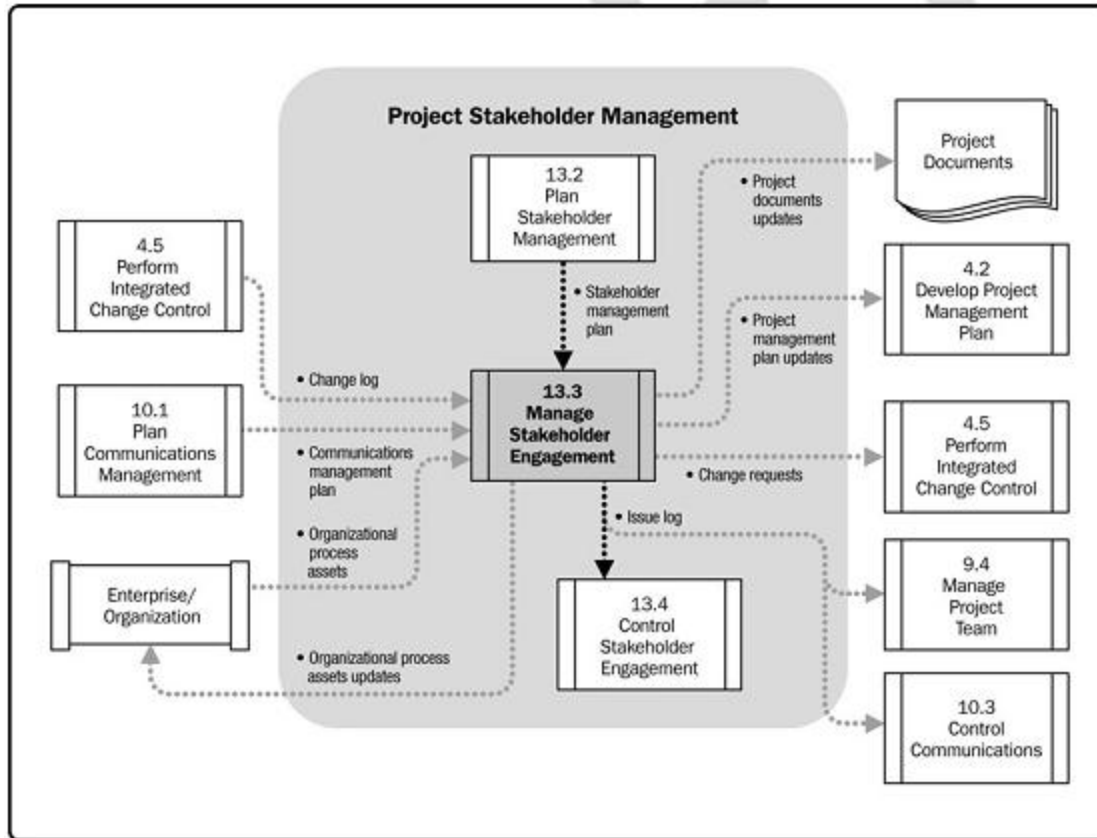 Project Stakeholder Management
13.2
Plan
Stakeholder
Management
• Stakeholder
management
plan
4.5
Perform
Integrated
Change Control
10.1
Plan
Communications
Management
Enterprise/
Organization
• Change log
• Communications
management
plan
• Organizational
process
assets
• Organizational process
assets updates
13.3
Manage
Stakeholder
Engagement
• Issue log
13.4
Control
Stakeholder
Engagement
• Project
documents
updates
• Project
management
plan updates
• Change requests
Project
Documents
4.2
Develop Project
Management
Plan
4.5
Perform
Integrated
Change Control
9.4
Manage
Project
Team
10.3
Control
Communications